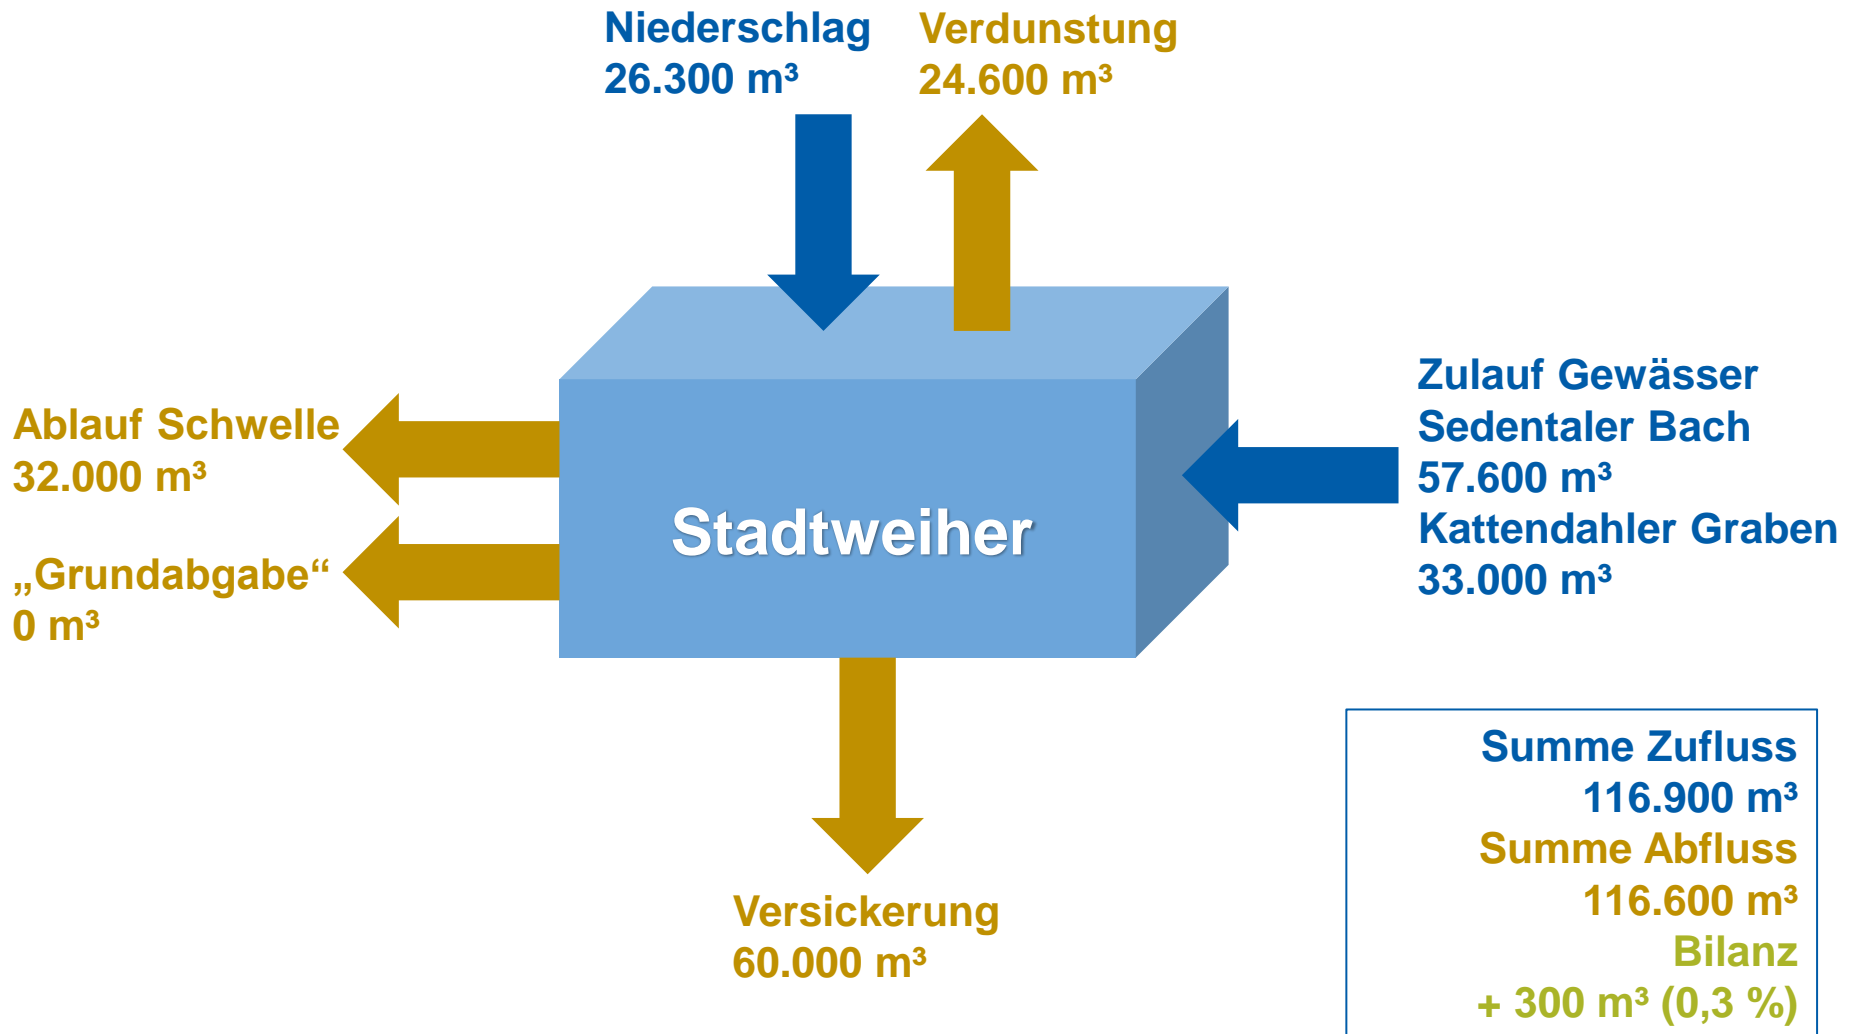 Niederschlag
26.300 m³
Verdunstung
24.600 m³
Ablauf Schwelle
32.000 m³
„Grundabgabe“
0 m³
Stadtweiher
Zulauf Gewässer
Sedentaler Bach
57.600 m³
Kattendahler Graben
33.000 m³
Versickerung
60.000 m³
Summe Zufluss
116.900 m³
Summe Abfluss
116.600 m³
Bilanz
+ 300 m³ (0,3 %)